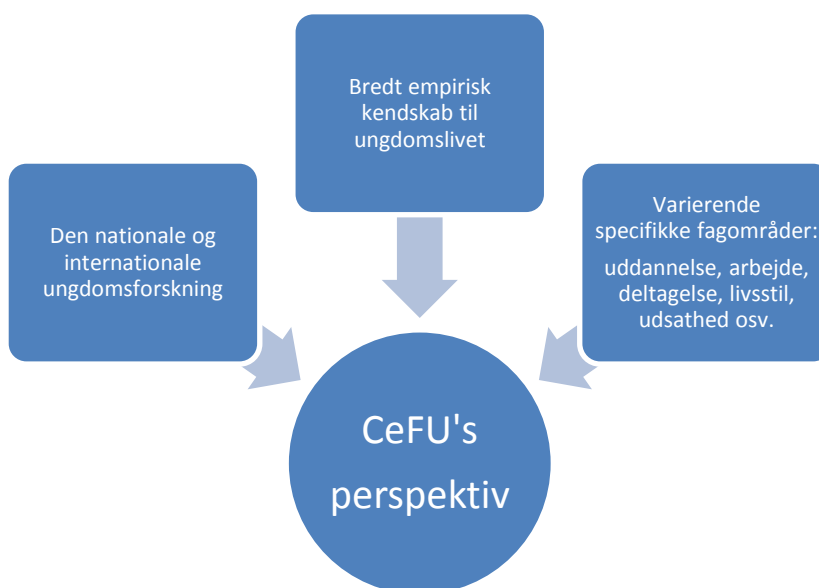 Bredt empirisk
kendskab til
ungdomslivet
Den nationale og
internationale
ungdomsforskning
Varierende
specifikke fagområder:
uddannelse, arbejde,
deltagelse, livsstil,
udsathed osv.
CeFU's
perspektiv